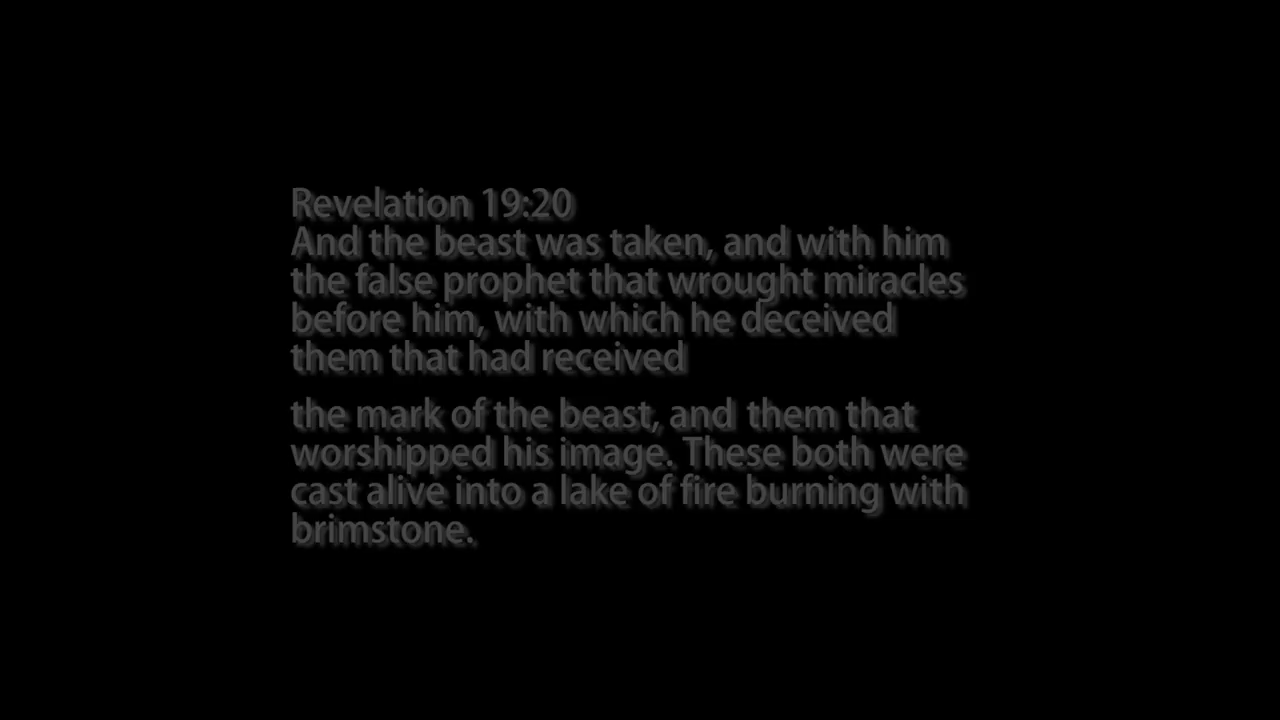 Revelation 19:20
And the beast was taken, and with him
the false prophet that wrought miracles
before him, with which he deceived
them that had received
the mark of the beast, and them that
worshipped his image. These both were
cast alive into a lake of fire burning with
brimstone.